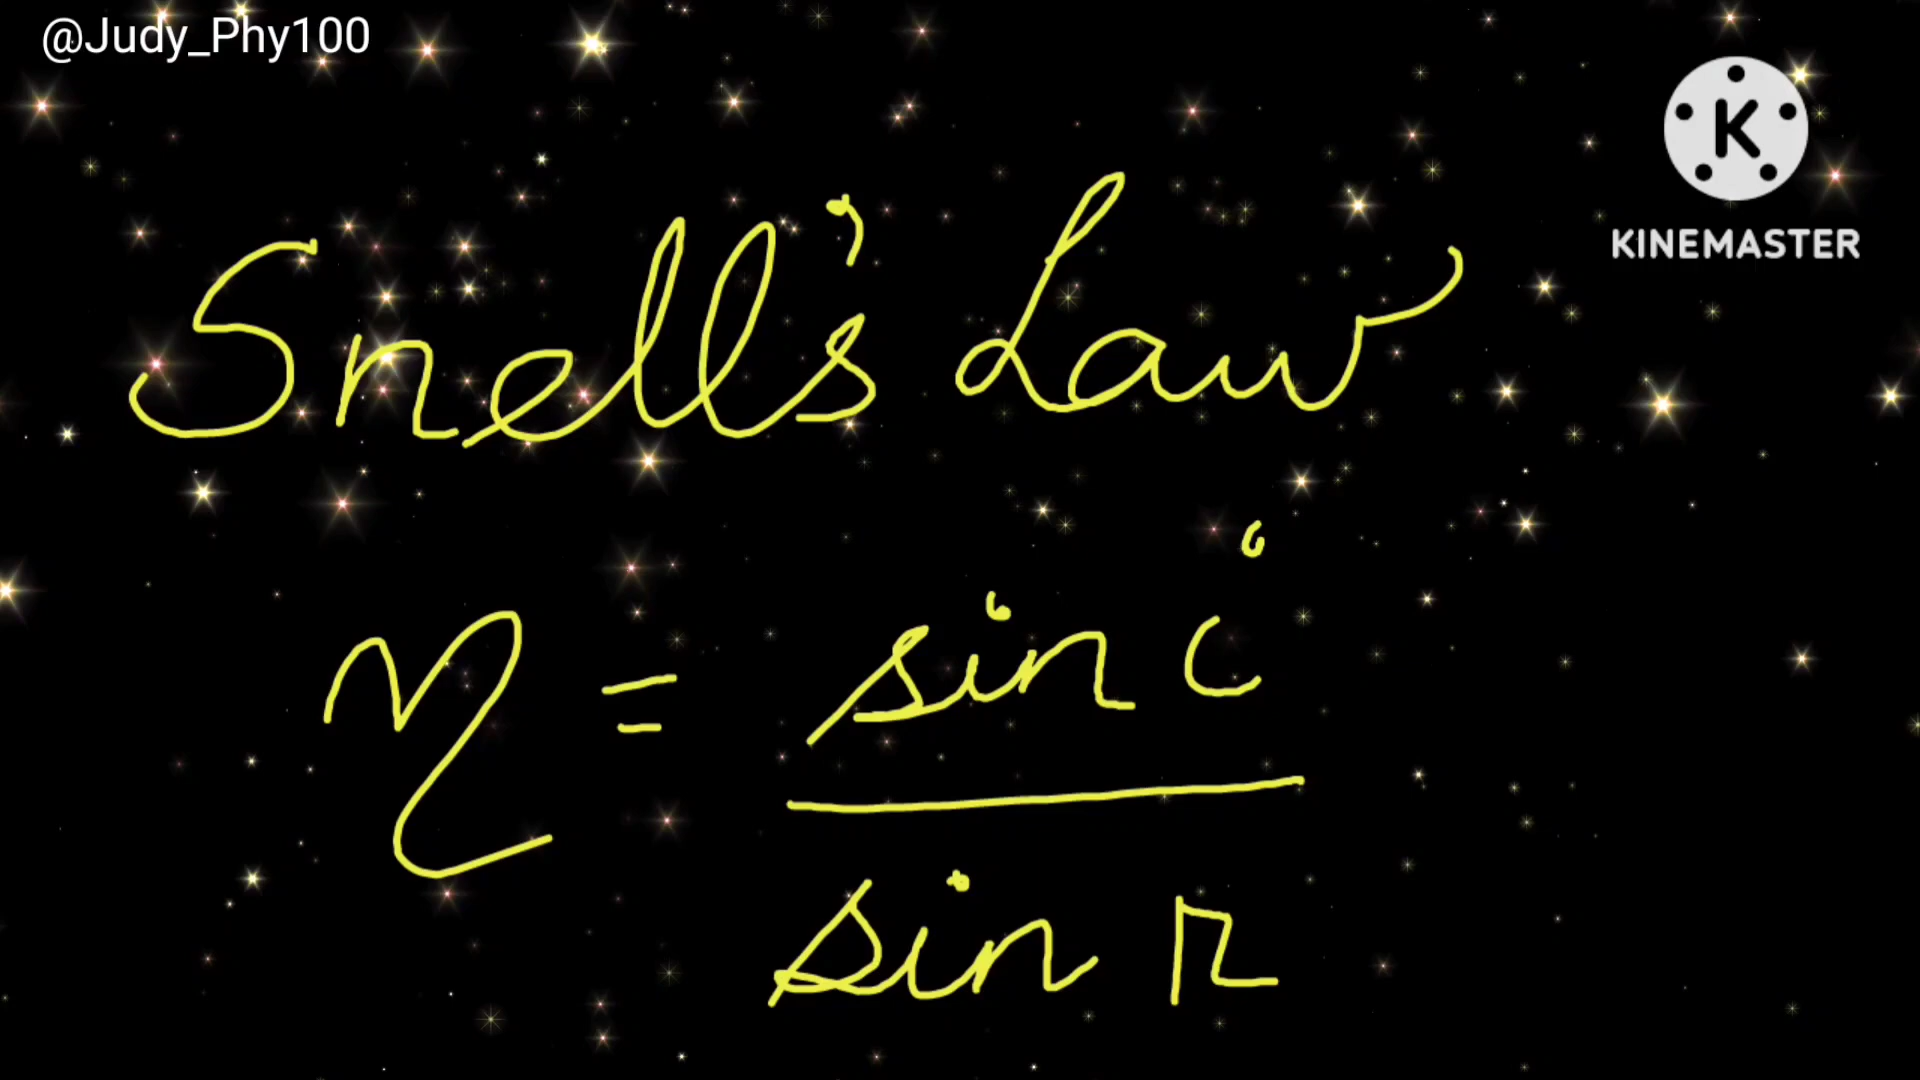 @Judy_Phy100
KINEMASTER
Snell's Law
η = sin i
sin r